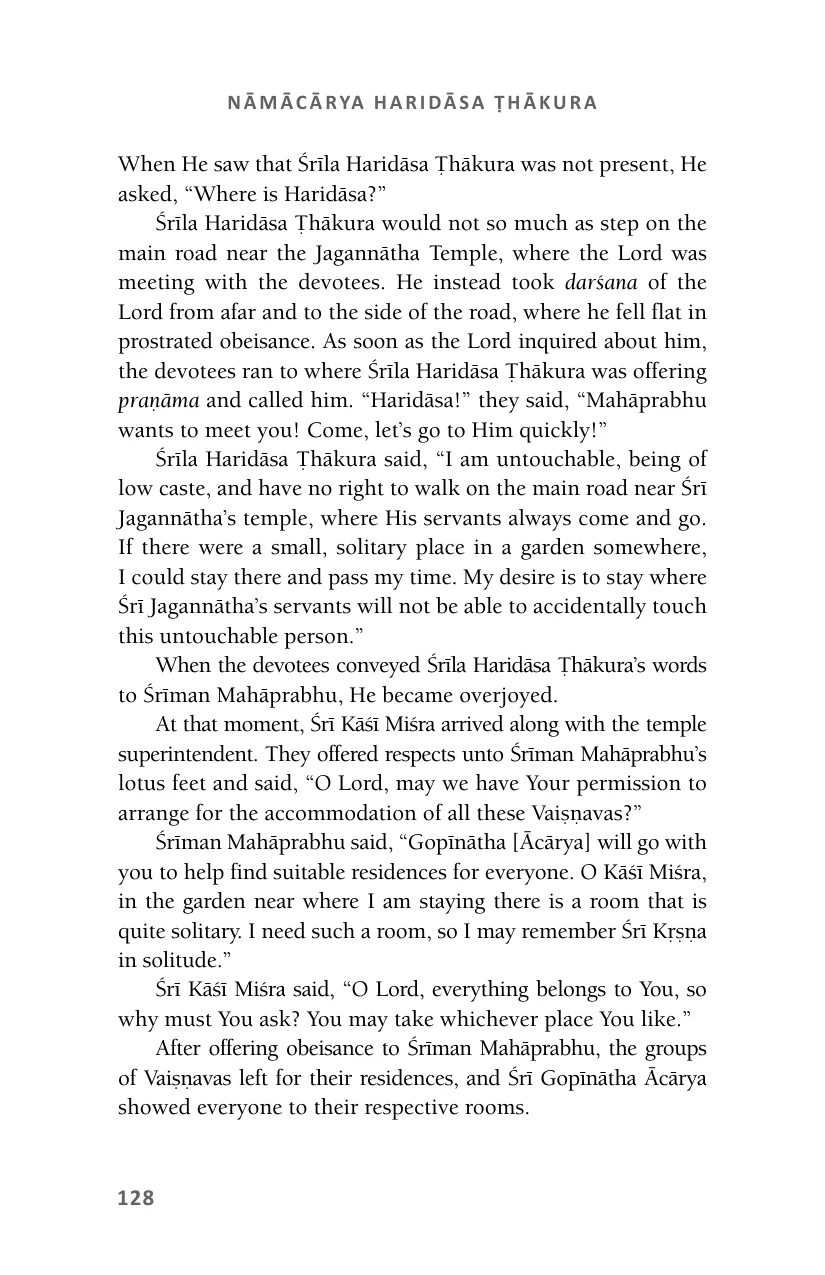 NĀMĀCĀRYA HARIDĀSA ṬHĀKURA
When He saw that Śrīla Haridāsa Ṭhākura was not present, He
asked, “Where is Haridāsa?”
Śrīla Haridāsa Ṭhākura would not so much as step on the
main road near the Jagannātha Temple, where the Lord was
meeting with the devotees. He instead took darśana of the
Lord from afar and to the side of the road, where he fell flat in
prostrated obeisance. As soon as the Lord inquired about him,
the devotees ran to where Śrīla Haridāsa Ṭhākura was offering
praṇāma and called him. “Haridāsa!” they said, “Mahāprabhu
wants to meet you! Come, let’s go to Him quickly!”
Śrīla Haridāsa Ṭhākura said, “I am untouchable, being of
low caste, and have no right to walk on the main road near Śrī
Jagannātha’s temple, where His servants always come and go.
If there were a small, solitary place in a garden somewhere,
I could stay there and pass my time. My desire is to stay where
Śrī Jagannātha’s servants will not be able to accidentally touch
this untouchable person.”
When the devotees conveyed Śrīla Haridāsa Ṭhākura’s words
to Śrīman Mahāprabhu, He became overjoyed.
At that moment, Śrī Kāśī Miśra arrived along with the temple
superintendent. They offered respects unto Śrīman Mahāprabhu’s
lotus feet and said, “O Lord, may we have Your permission to
arrange for the accommodation of all these Vaiṣṇavas?”
Śrīman Mahāprabhu said, “Gopīnātha [Ācārya] will go with
you to help find suitable residences for everyone. O Kāśī Miśra,
in the garden near where I am staying there is a room that is
quite solitary. I need such a room, so I may remember Śrī Kṛṣṇa
in solitude.”
Śrī Kāśī Miśra said, “O Lord, everything belongs to You, so
why must You ask? You may take whichever place You like.”
After offering obeisance to Śrīman Mahāprabhu, the groups
of Vaiṣṇavas left for their residences, and Śrī Gopīnātha Ācārya
showed everyone to their respective rooms.
128